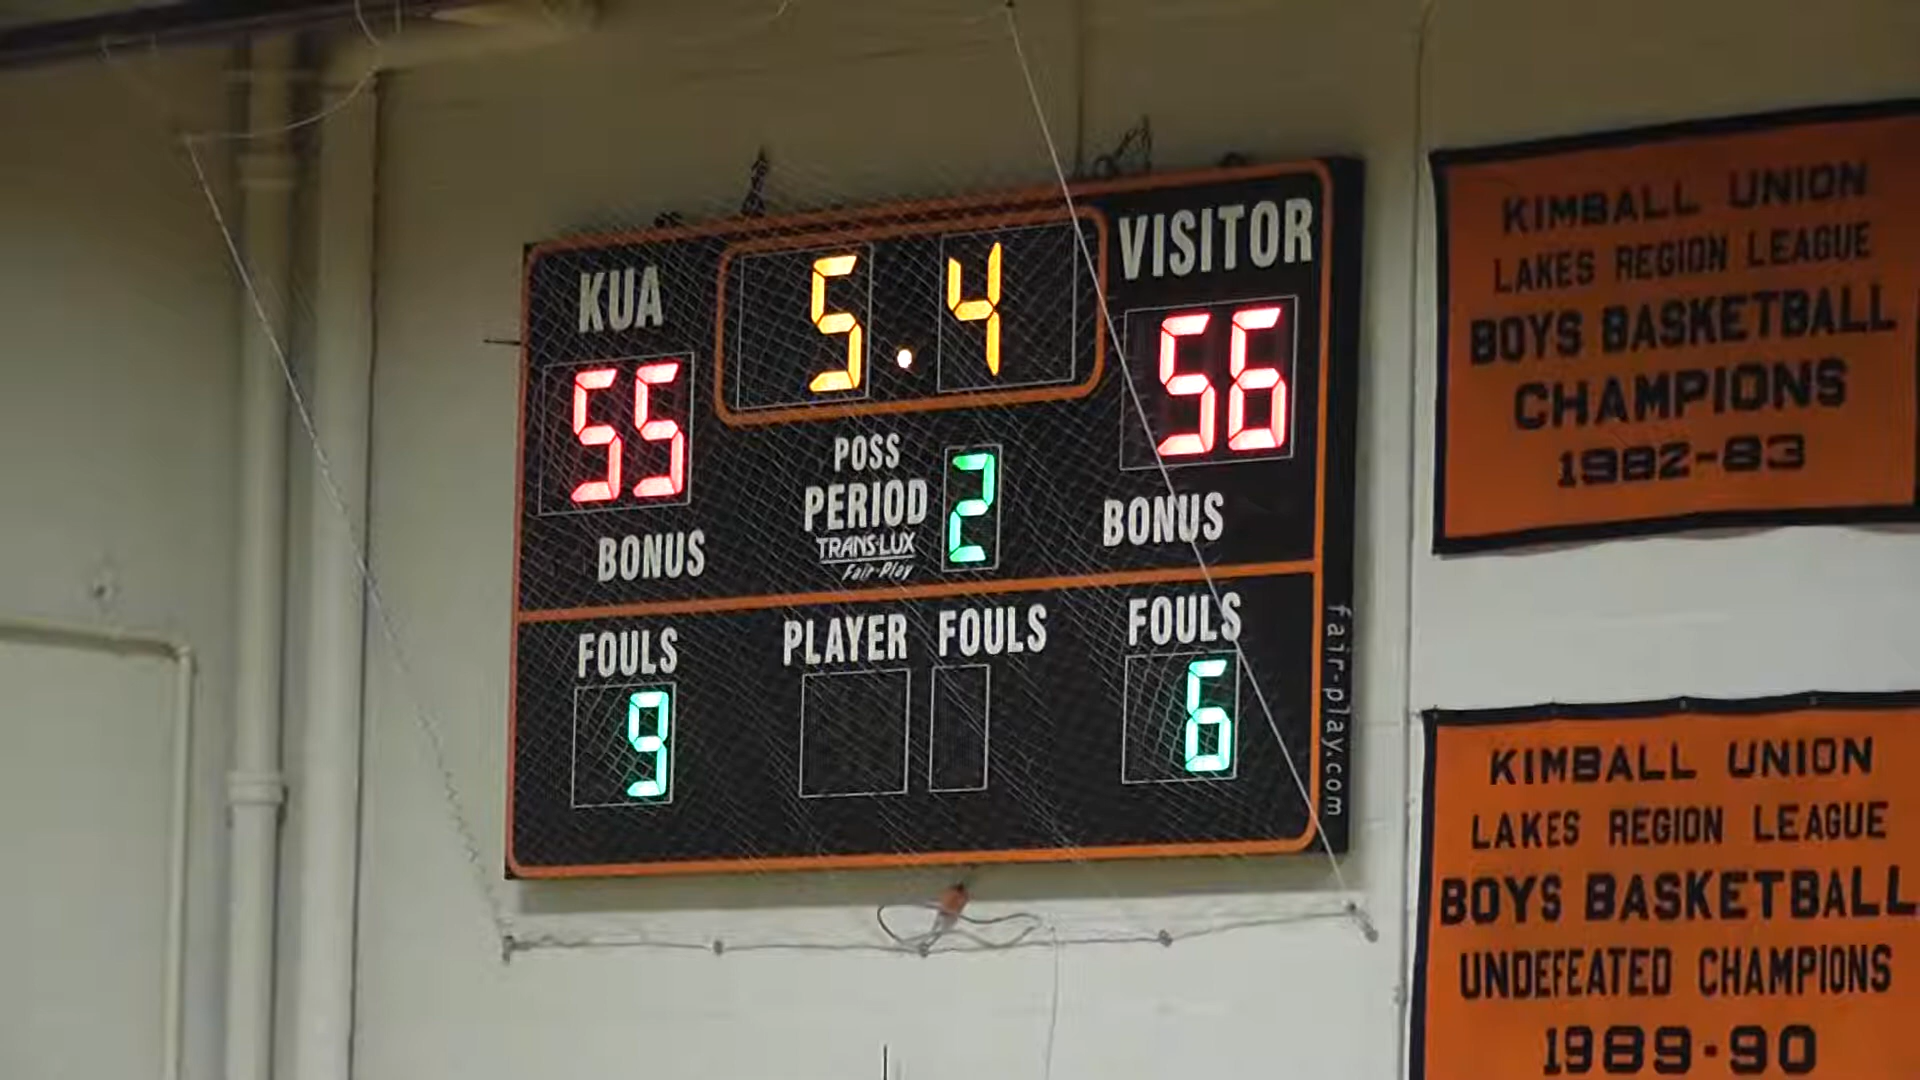 KUA
5.4
VISITOR
55
56
POSS
PERIOD
2
TRANS-LUX
Fair-Play
BONUS
BONUS
FOULS
PLAYER FOULS
FOULS
9
6
fair-play.com
KIMBALL UNION
LAKES REGION LEAGUE
BOYS BASKETBALL
CHAMPIONS
1982-83
KIMBALL UNION
LAKES REGION LEAGUE
BOYS BASKETBALL
UNDEFEATED CHAMPIONS
1989-90